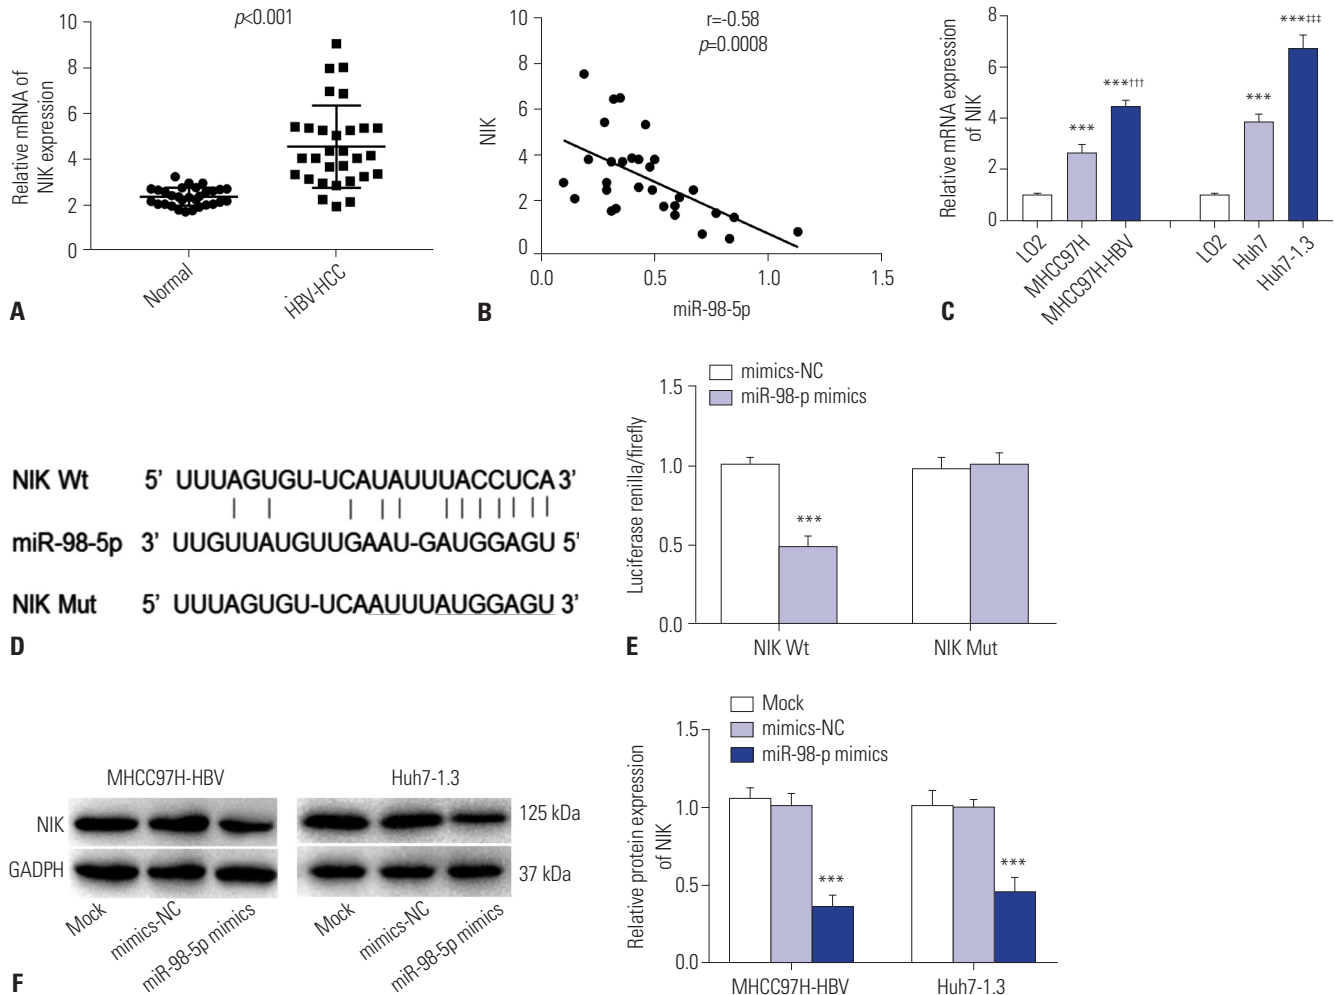 p<0.001
Relative mRNA of
NIK expression
10
8
6
4
2
0
Normal
HBV-HCC
A
r=-0.58
p=0.0008
NIK
10
8
6
4
2
0
0.0
0.5
1.0
1.5
miR-98-5p
B
Relative mRNA expression
of NIK
8
6
4
2
0
***
***†††
***
***‡‡‡
LO2
MHCC97H
MHCC97H-HBV
LO2
Huh7
Huh7-1.3
C
NIK Wt 5’ UUUAGUGU-UCAUAUUUACCUCA 3’
miR-98-5p 3’ UUGUUAUGUUGAAU-GAUGGAGU 5’
NIK Mut 5’ UUUAGUGU-UCAAUUUAUGGAGU 3’
D
mimics-NC
miR-98-p mimics
Luciferase renilla/firefly
1.5
1.0
0.5
0.0
***
NIK Wt
NIK Mut
E
MHCC97H-HBV
Huh7-1.3
NIK
125 kDa
GADPH
37 kDa
Mock
mimics-NC
miR-98-5p mimics
Mock
mimics-NC
miR-98-5p mimics
F
Mock
mimics-NC
miR-98-p mimics
Relative protein expression
of NIK
1.5
1.0
0.5
0.0
***
***
MHCC97H-HBV
Huh7-1.3